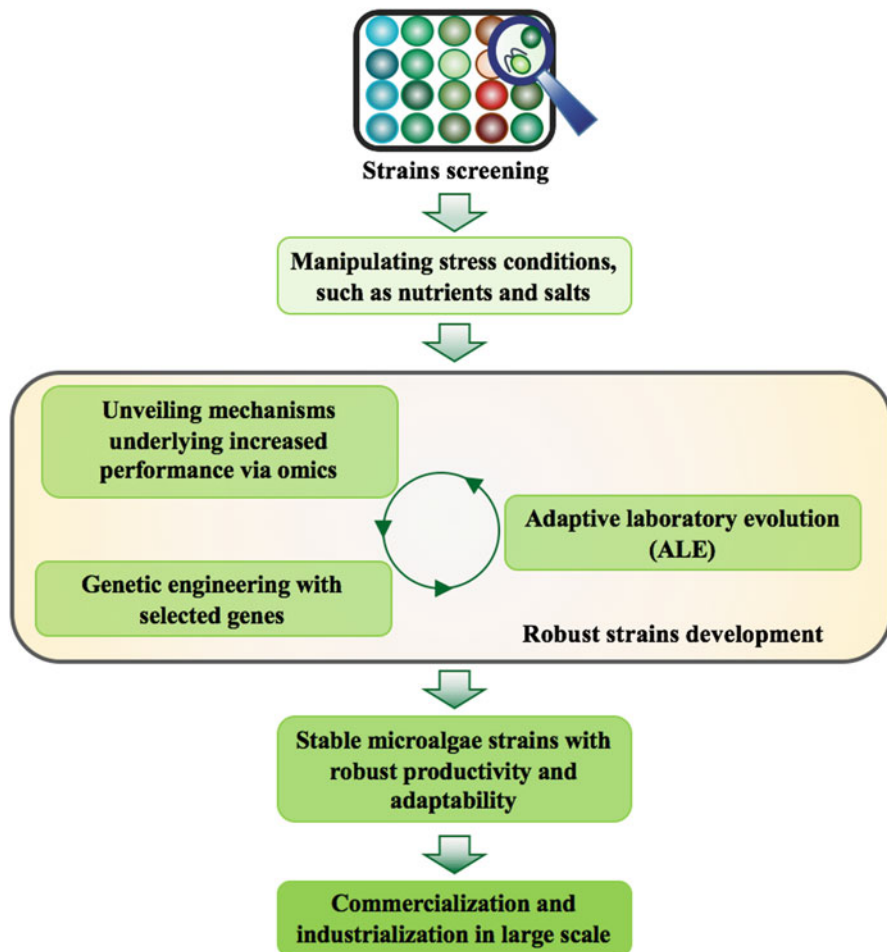 Strains screening
Manipulating stress conditions,
such as nutrients and salts
Unveiling mechanisms
underlying increased
performance via omics
Adaptive laboratory evolution
(ALE)
Genetic engineering with
selected genes
Robust strains development
Stable microalgae strains with
robust productivity and
adaptability
Commercialization and
industrialization in large scale